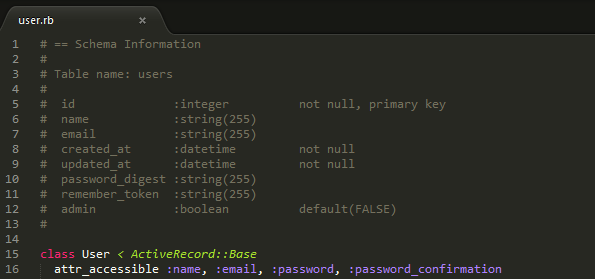 user.rb ×
1 # == Schema Information
2 #
3 # Table name: users
4 #
5 #  id              :integer          not null, primary key
6 #  name            :string(255)
7 #  email           :string(255)
8 #  created_at      :datetime         not null
9 #  updated_at      :datetime         not null
10 #  password_digest :string(255)
11 #  remember_token  :string(255)
12 #  admin           :boolean          default(FALSE)
13 #
14
15 class User < ActiveRecord::Base
16   attr_accessible :name, :email, :password, :password_confirmation